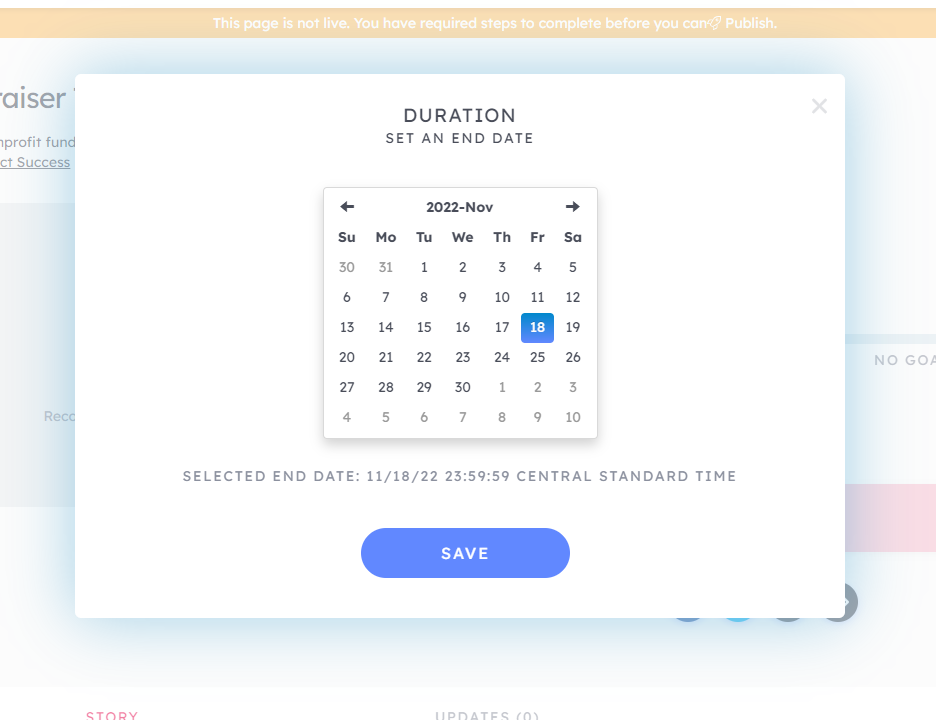 This page is not live. You have required steps to complete before you can Publish.
raiser
nprofit fund
ct Success
DURATION
SET AN END DATE
2022-Nov
Su Mo Tu We Th Fr Sa
30 31 1 2 3 4 5
6 7 8 9 10 11 12
13 14 15 16 17 18 19
20 21 22 23 24 25 26
27 28 29 30 1 2 3
4 5 6 7 8 9 10
NO GOA
Reco
SELECTED END DATE: 11/18/22 23:59:59 CENTRAL STANDARD TIME
SAVE
STORY UPDATES (0)